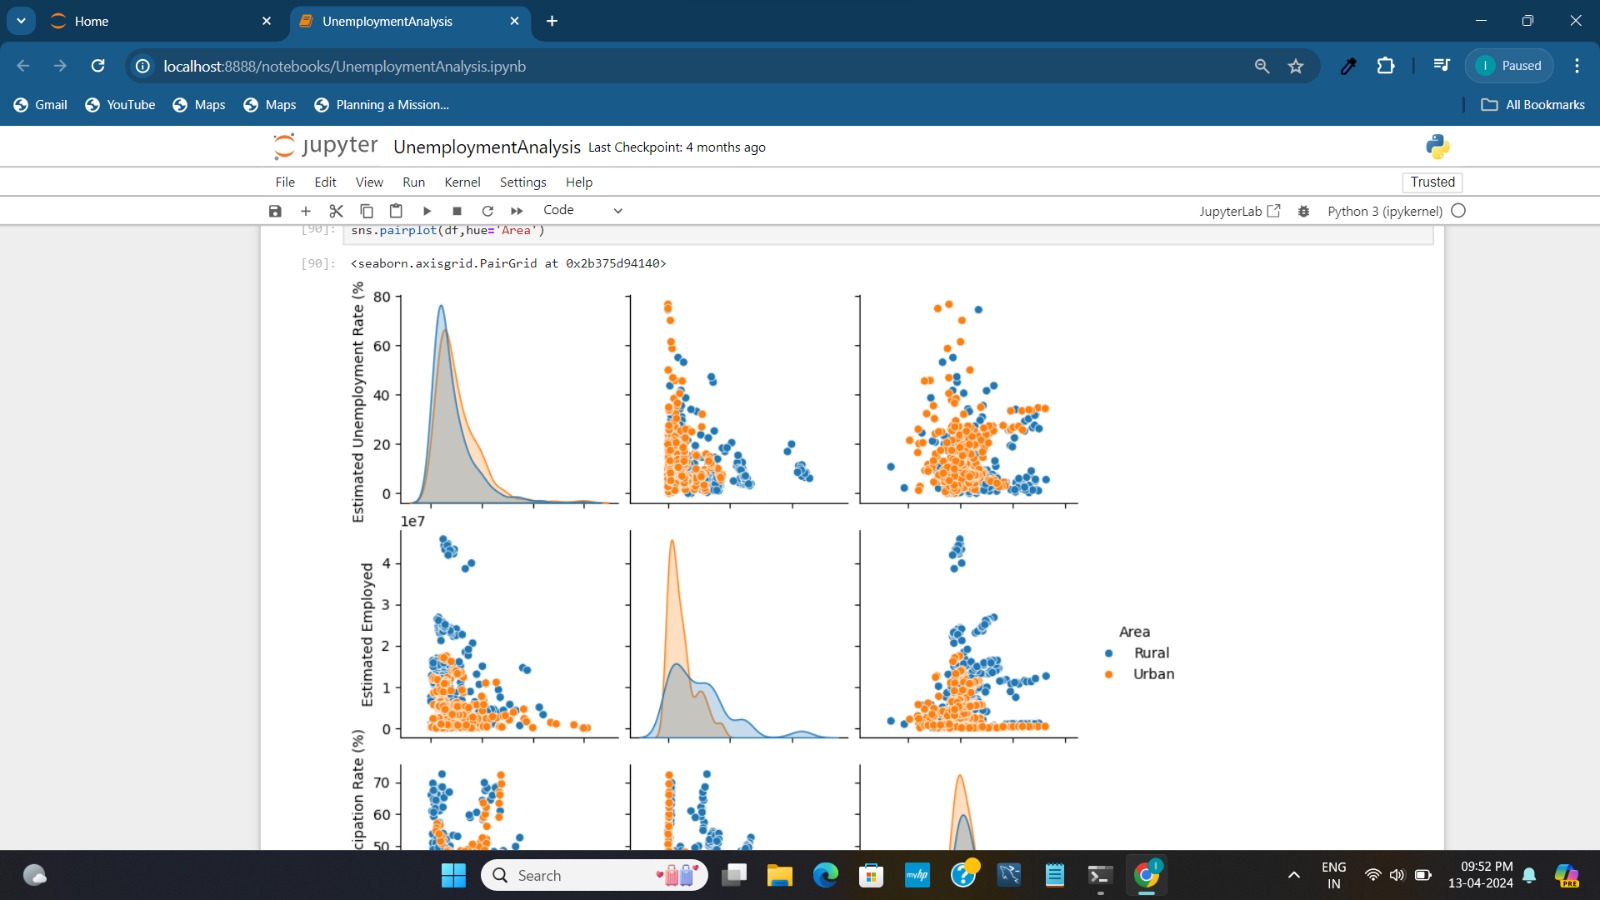 Home
UnemploymentAnalysis
localhost:8888/notebooks/UnemploymentAnalysis.ipynb
Paused
Gmail
YouTube
Maps
Maps
Planning a Mission...
All Bookmarks
jupyter UnemploymentAnalysis Last Checkpoint: 4 months ago
File Edit View Run Kernel Settings Help
Trusted
Code
JupyterLab
Python 3 (ipykernel)
[90]: sns.pairplot(df,hue='Area')
[90]: <seaborn.axisgrid.PairGrid at 0x2b375d94140>
Estimated Unemployment Rate (%
80
60
40
20
0
1e7
Estimated Employed
4
3
2
1
0
cipation Rate (%)
70
60
50
Area
Rural
Urban
Search
myhp
ENG
IN
09:52 PM
13-04-2024
PRE